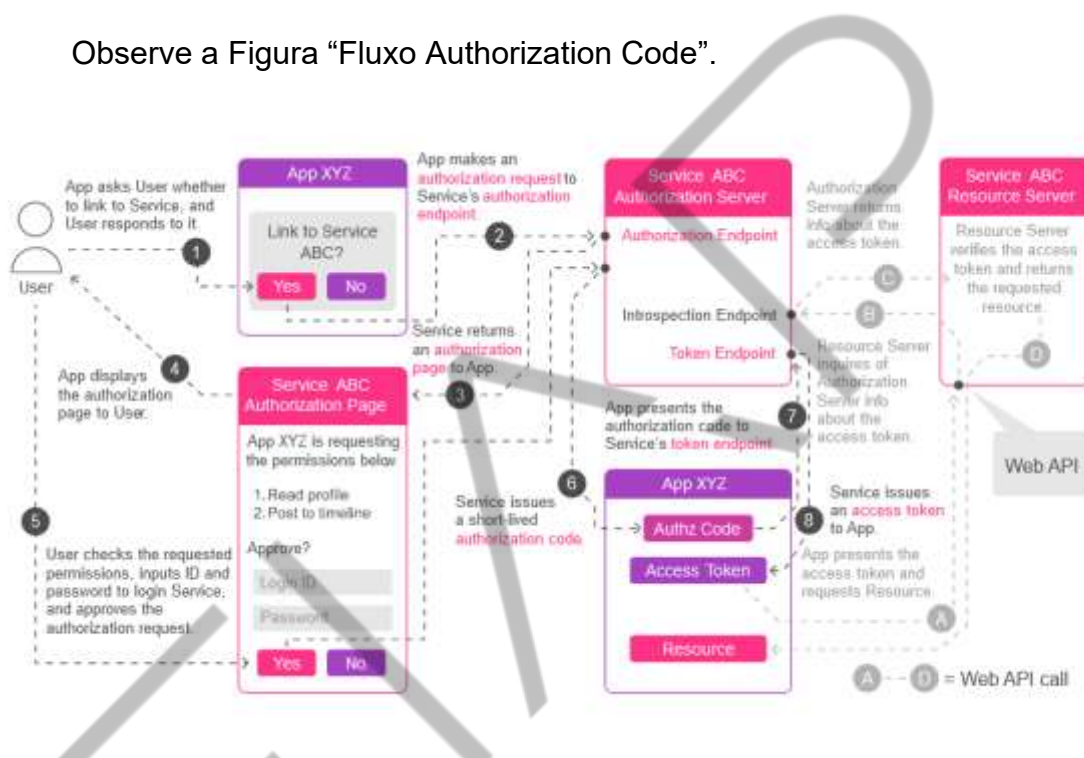 Observe a Figura “Fluxo Authorization Code”.
App asks User whether
to link to Service, and
User responds to it
User
1
App XYZ
Link to Service
ABC?
Yes
No
App makes an
authorization request to
Service's authorization
endpoint
2
Service ABC
Authorization Server
Authorization Endpoint
Introspection Endpoint
Token Endpoint
Authorization
Server returns
info about the
access token.
C
B
Service ABC
Resource Server
Resource Server
verifies the access
token and returns
the requested
resource.
D
Resource Server
inquires of
Authorization
Server info
about the
access token.
Web API
Service returns
an authorization
page to App.
3
4
App displays
the authorization
page to User.
Service ABC
Authorization Page
App XYZ is requesting
the permissions below
1. Read profile
2. Post to timeline
Approve?
Login ID
Password
Yes
No
5
User checks the requested
permissions, inputs ID and
password to login Service,
and approves the
authorization request.
App presents the
authorization code to
Service's token endpoint
7
6
Service issues
a short-lived
authorization code
App XYZ
Authz Code
Access Token
Resource
8
Service issues
an access token
to App.
App presents the
access token and
requests Resource.
A
A -- D = Web API call